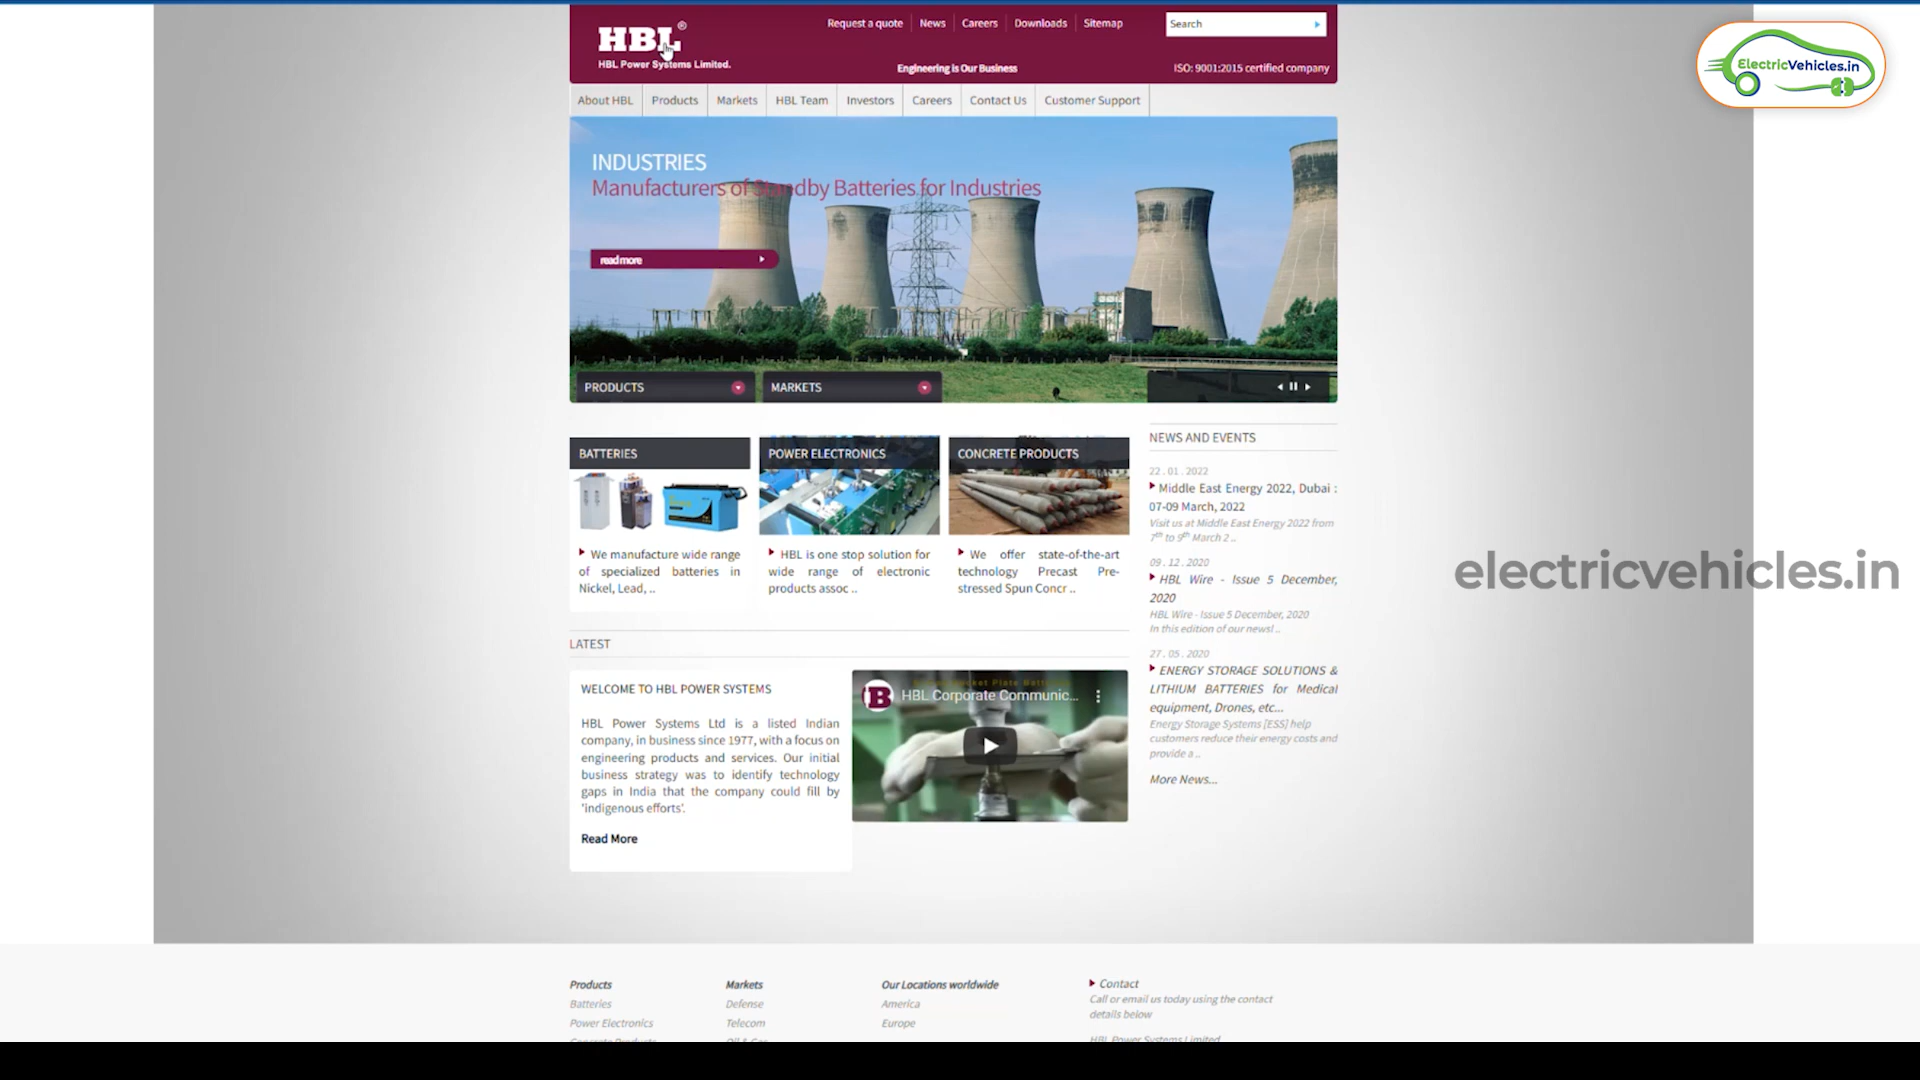 HBL®
HBL Power Systems Limited.
Request a quote
News
Careers
Downloads
Sitemap
Search
Engineering is Our Business
ISO: 9001:2015 certified company
ElectricVehicles.in
About HBL
Products
Markets
HBL Team
Investors
Careers
Contact Us
Customer Support
INDUSTRIES
Manufacturers of Standby Batteries for Industries
read more
PRODUCTS
MARKETS
BATTERIES
We manufacture wide range
of specialized batteries in
Nickel, Lead, ..
POWER ELECTRONICS
HBL is one stop solution for
wide range of electronic
products assoc ..
CONCRETE PRODUCTS
We offer state-of-the-art
technology Precast Pre-
stressed Spun Concr ..
NEWS AND EVENTS
22 . 01 . 2022
Middle East Energy 2022, Dubai :
07-09 March, 2022
Visit us at Middle East Energy 2022 from
7th to 9th March 2 ..
09 . 12 . 2020
HBL Wire - Issue 5 December,
2020
HBL Wire - Issue 5 December, 2020
In this edition of our newsl ..
27 . 05 . 2020
ENERGY STORAGE SOLUTIONS &
LITHIUM BATTERIES for Medical
equipment, Drones, etc...
Energy Storage Systems [ESS] help
customers reduce their energy costs and
provide a ..
More News...
electricvehicles.in
LATEST
WELCOME TO HBL POWER SYSTEMS
HBL Power Systems Ltd is a listed Indian
company, in business since 1977, with a focus on
engineering products and services. Our initial
business strategy was to identify technology
gaps in India that the company could fill by
'indigenous efforts'.
Read More
HBL Corporate Communic...
Products
Batteries
Power Electronics
Concrete Products
Markets
Defense
Telecom
Oil & Gas
Our Locations worldwide
America
Europe
Contact
Call or email us today using the contact
details below
HBL Power Systems Limited